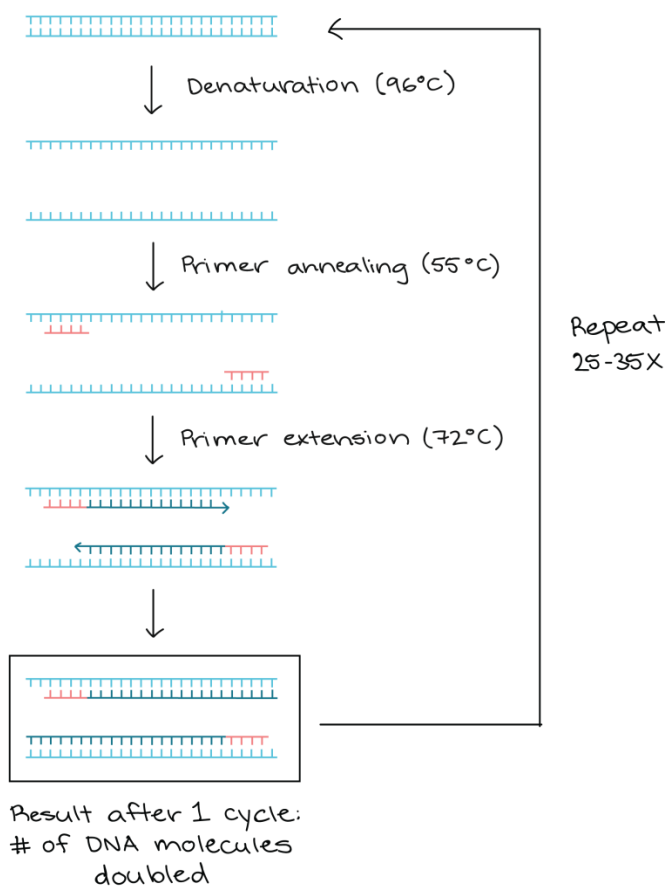 Denaturation (96°C)
Primer annealing (55°C)
Repeat
25-35X
Primer extension (72°C)
Result after 1 cycle:
# of DNA molecules
doubled